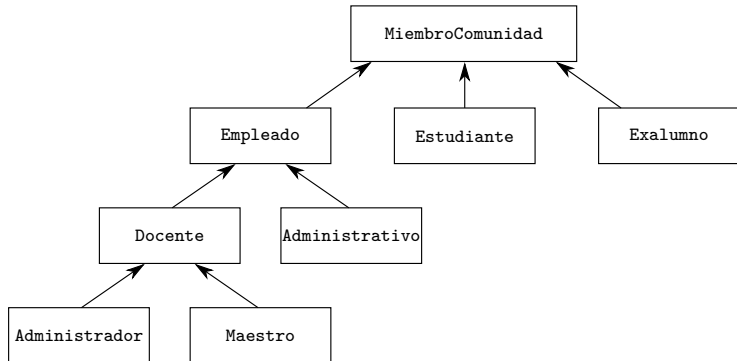 MiembroComunidad
Empleado
Estudiante
Exalumno
Docente
Administrativo
Administrador
Maestro